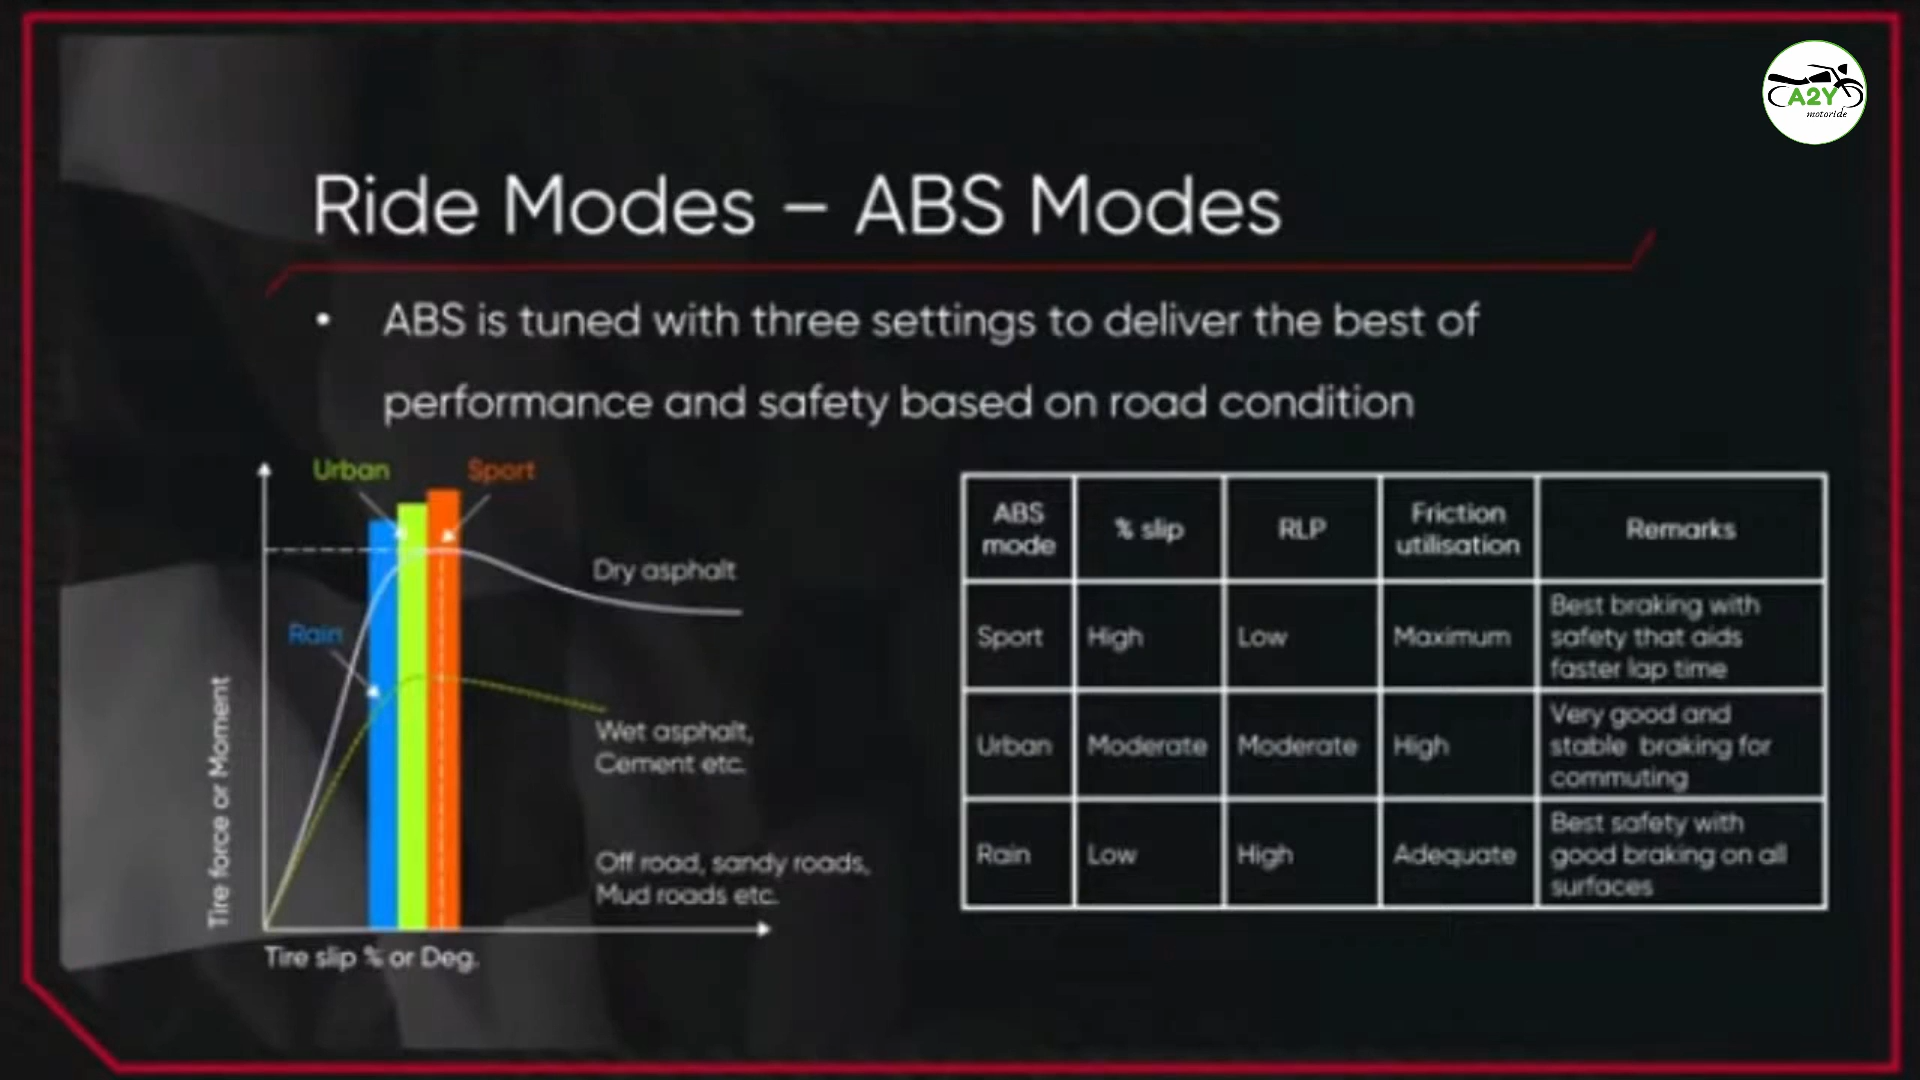 A2Y
motoride
Ride Modes – ABS Modes
• ABS is tuned with three settings to deliver the best of
performance and safety based on road condition
Urban
Sport
Dry asphalt
Rain
Wet asphalt,
Cement etc.
Off road, sandy roads,
Mud roads etc.
Tire force or Moment
Tire slip % or Deg.
ABS
mode
% slip
RLP
Friction
utilisation
Remarks
Sport
High
Low
Maximum
Best braking with
safety that aids
faster lap time
Urban
Moderate
Moderate
High
Very good and
stable braking for
commuting
Rain
Low
High
Adequate
Best safety with
good braking on all
surfaces